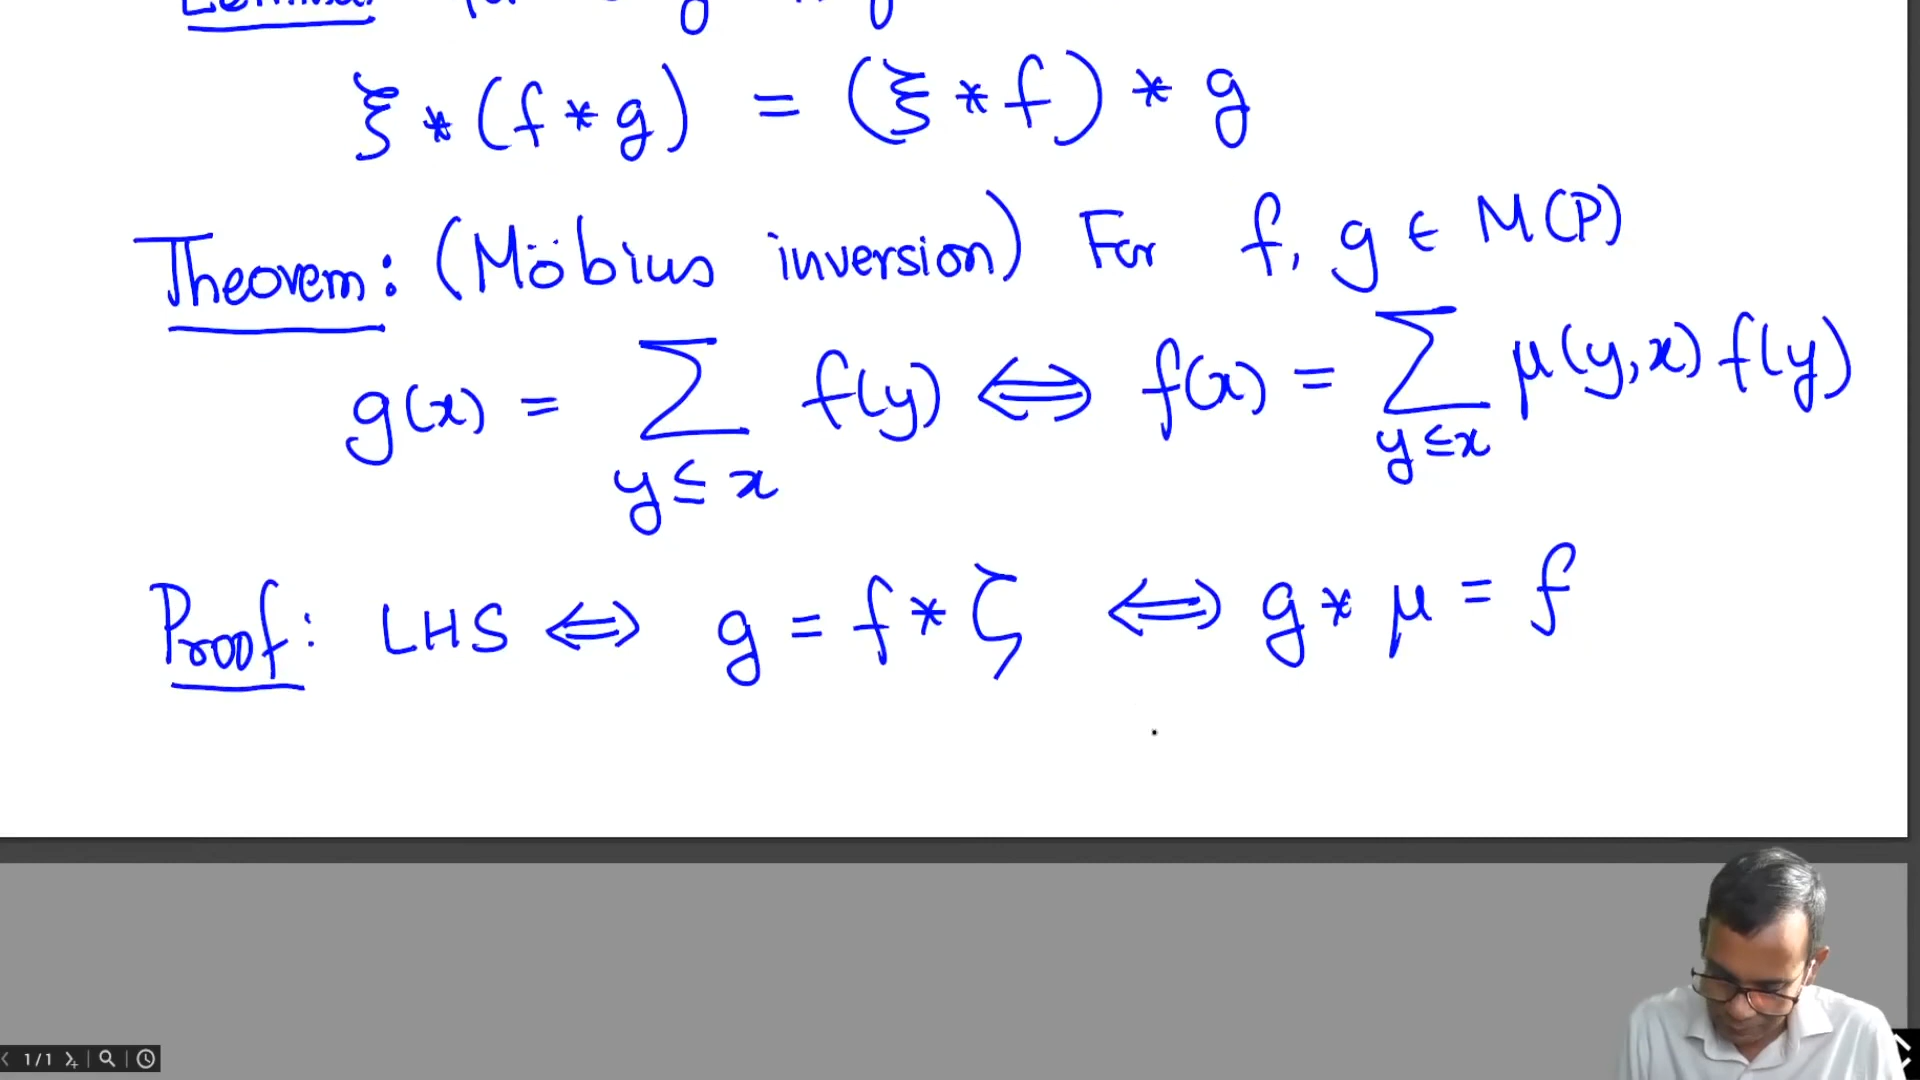 ξ * (f * g) = (ξ * f) * g
Theorem: (Möbius inversion) For f, g ∈ M(P)
g(x) = ∑_{y ≤ x} f(y) ⟺ f(x) = ∑_{y ≤ x} μ(y, x) f(y)
Proof: LHS ⟺ g = f * ζ ⟺ g * μ = f
1/1